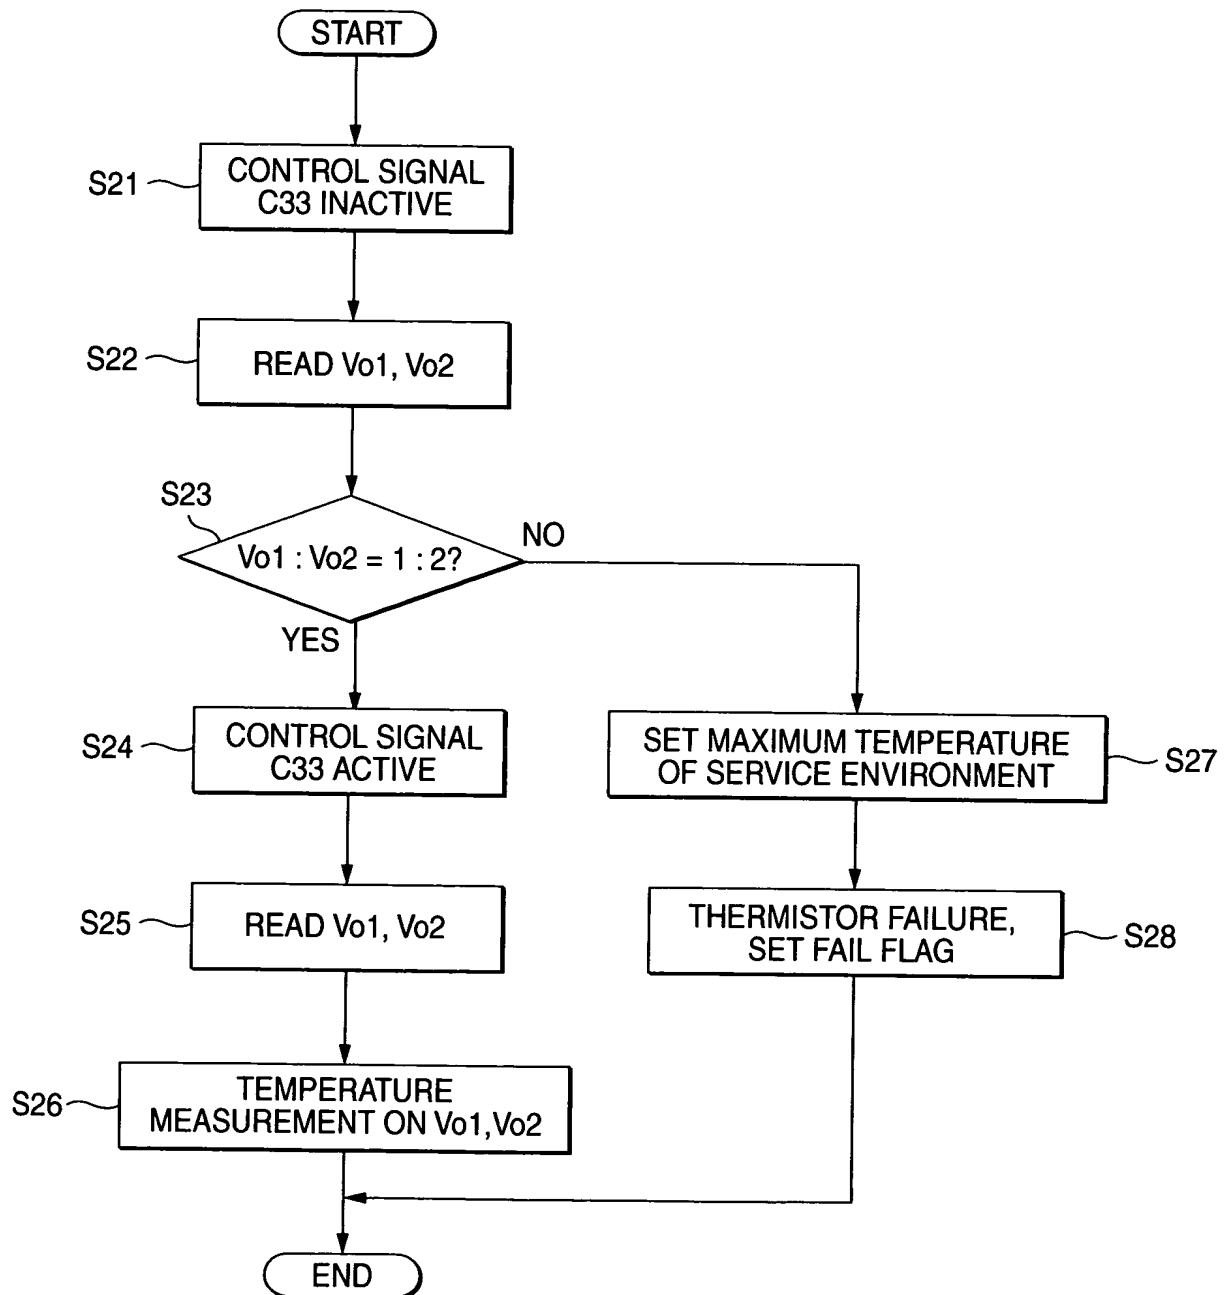 START
S21
CONTROL SIGNAL
C33 INACTIVE
S22
READ Vo1, Vo2
S23
Vo1 : Vo2 = 1 : 2?
NO
YES
S24
CONTROL SIGNAL
C33 ACTIVE
SET MAXIMUM TEMPERATURE
OF SERVICE ENVIRONMENT
S27
S25
READ Vo1, Vo2
THERMISTOR FAILURE,
SET FAIL FLAG
S28
S26
TEMPERATURE
MEASUREMENT ON Vo1,Vo2
END